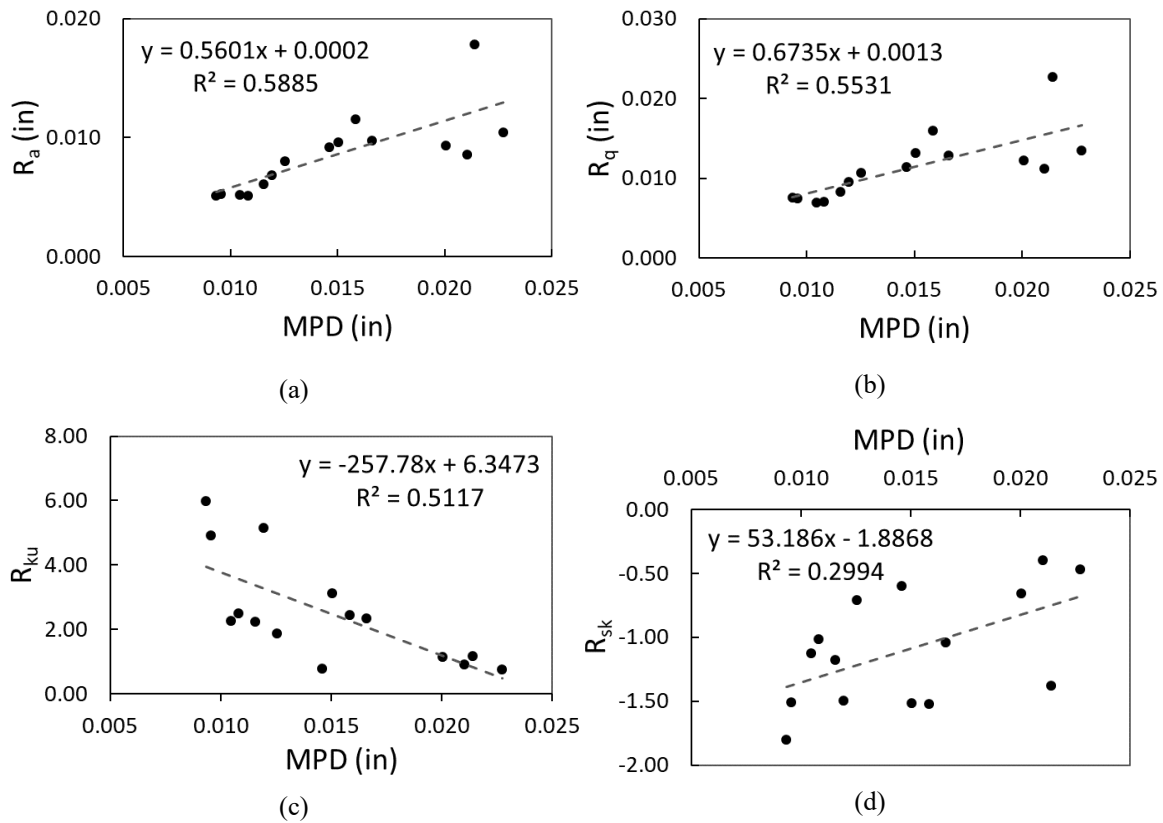 0.020
y = 0.5601x + 0.0002
R² = 0.5885
0.010
0.000
Rₐ (in)
0.005 0.010 0.015 0.020 0.025
MPD (in)
(a)
0.030
y = 0.6735x + 0.0013
R² = 0.5531
0.020
0.010
0.000
R_q (in)
0.005 0.010 0.015 0.020 0.025
MPD (in)
(b)
8.00
y = -257.78x + 6.3473
R² = 0.5117
6.00
4.00
2.00
0.00
R_ku
0.005 0.010 0.015 0.020 0.025
MPD (in)
(c)
MPD (in)
0.005 0.010 0.015 0.020 0.025
0.00
y = 53.186x - 1.8868
R² = 0.2994
-0.50
-1.00
-1.50
-2.00
R_sk
(d)